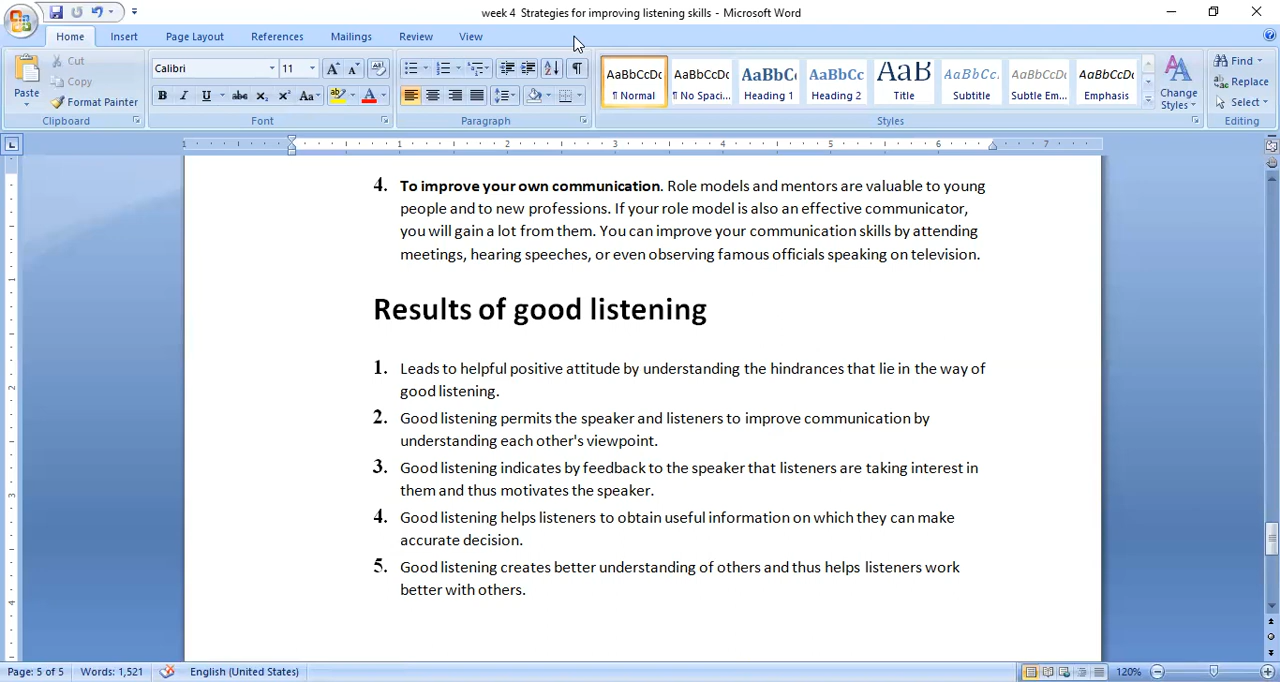 week 4 Strategies for improving listening skills - Microsoft Word
Home Insert Page Layout References Mailings Review View
Paste
Cut
Copy
Format Painter
Clipboard
Calibri 11
Font
Paragraph
AaBbCcDc AaBbCcDc AaBbC AaBbCc AaB AaBbCc. AaBbCcDc AaBbCcDc
¶ Normal ¶ No Spaci... Heading 1 Heading 2 Title Subtitle Subtle Em... Emphasis
Change Styles
Styles
Find
Replace
Select
Editing
1 1 2 3 4 5 6 7
4. To improve your own communication. Role models and mentors are valuable to young
people and to new professions. If your role model is also an effective communicator,
you will gain a lot from them. You can improve your communication skills by attending
meetings, hearing speeches, or even observing famous officials speaking on television.
Results of good listening
1. Leads to helpful positive attitude by understanding the hindrances that lie in the way of
good listening.
2. Good listening permits the speaker and listeners to improve communication by
understanding each other's viewpoint.
3. Good listening indicates by feedback to the speaker that listeners are taking interest in
them and thus motivates the speaker.
4. Good listening helps listeners to obtain useful information on which they can make
accurate decision.
5. Good listening creates better understanding of others and thus helps listeners work
better with others.
Page: 5 of 5 Words: 1,521 English (United States) 120%